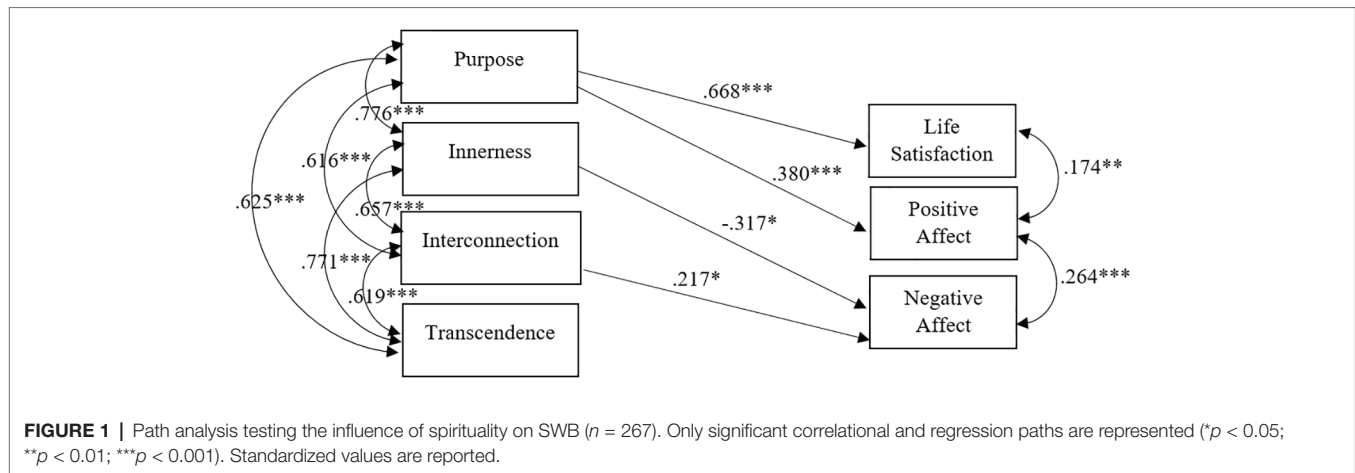 Purpose
.668***
.776***
Life
Satisfaction
.616***
Innerness
.380***
.174**
.625***
.657***
Positive
Affect
-.317*
Interconnection
.771***
.217*
.264***
.619***
Negative
Affect
Transcendence
FIGURE 1 | Path analysis testing the influence of spirituality on SWB (n = 267). Only significant correlational and regression paths are represented (*p < 0.05;
**p < 0.01; ***p < 0.001). Standardized values are reported.